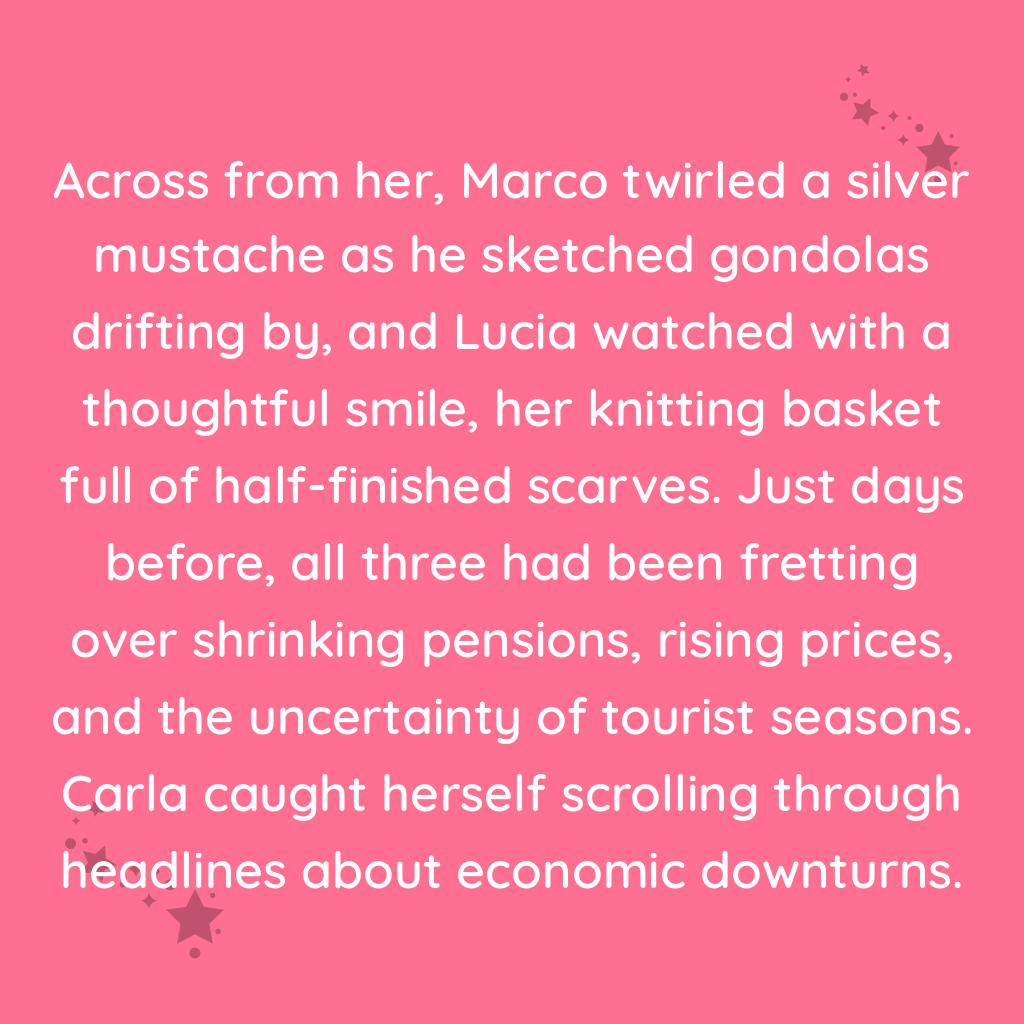 Across from her, Marco twirled a silver
mustache as he sketched gondolas
drifting by, and Lucia watched with a
thoughtful smile, her knitting basket
full of half-finished scarves. Just days
before, all three had been fretting
over shrinking pensions, rising prices,
and the uncertainty of tourist seasons.
Carla caught herself scrolling through
headlines about economic downturns.